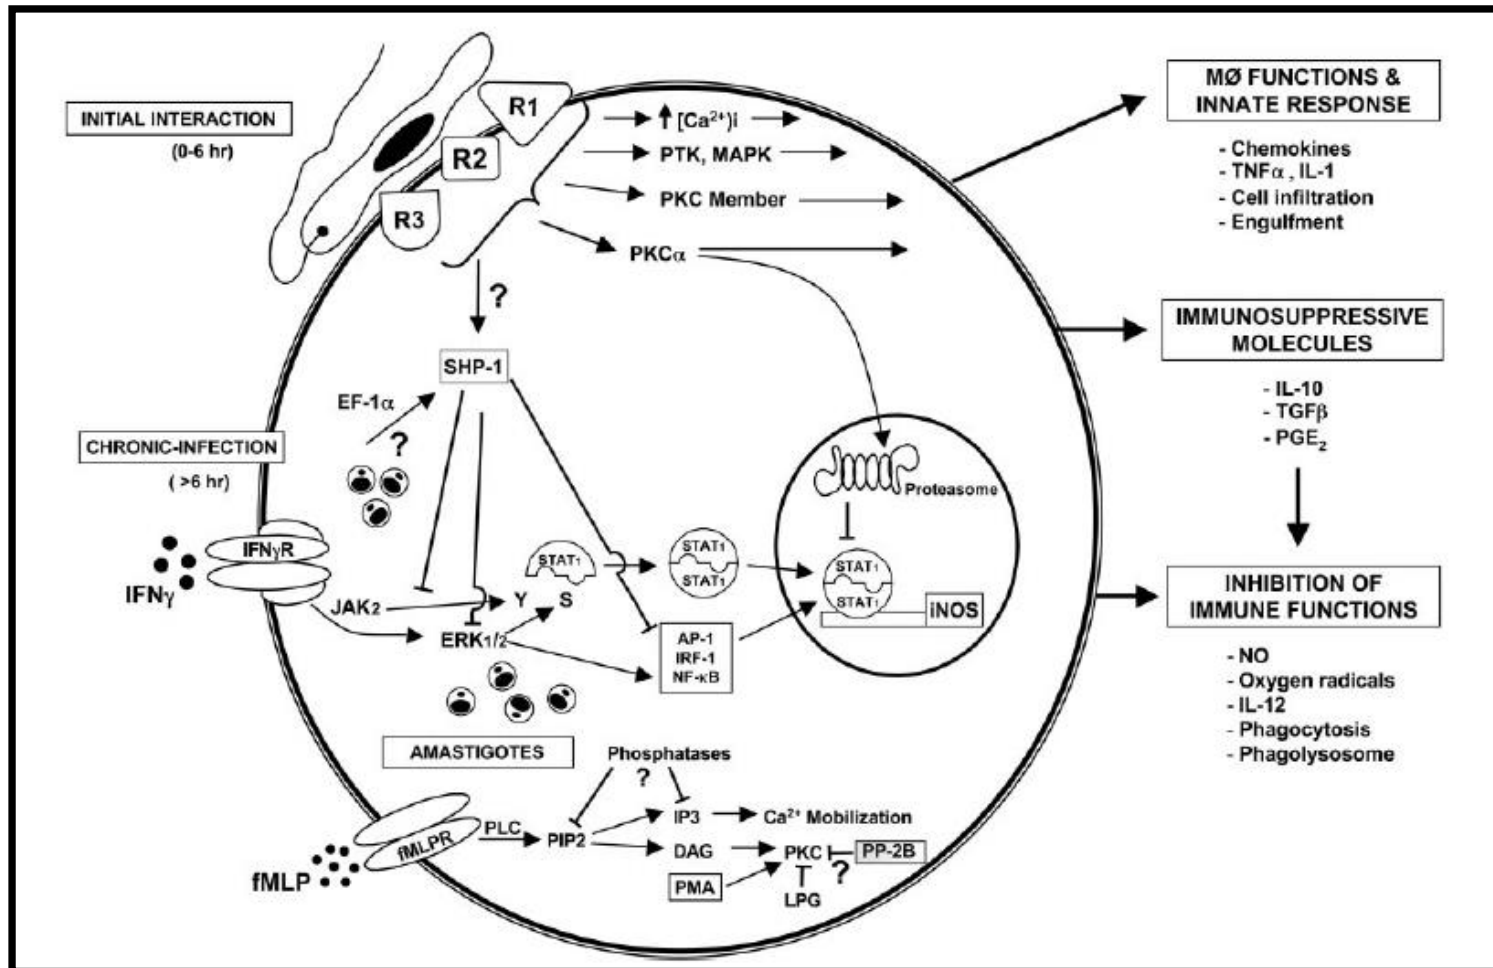 INITIAL INTERACTION
(0-6 hr)
R1
R2
R3
[Ca²⁺)i
PTK, MAPK
PKC Member
PKCα
?
SHP-1
EF-1α
?
CHRONIC-INFECTION
( >6 hr)
IFNγR
IFNγ
JAK2
Y
S
ERK1/2
STAT1
STAT1
STAT1
AP-1
IRF-1
NF-κB
Proteasome
STAT1
STAT1
iNOS
AMASTIGOTES
Phosphatases
?
fMLPR
fMLP
PLC
PIP2
IP3
Ca²⁺ Mobilization
DAG
PKC
PP-2B
?
PMA
LPG
MØ FUNCTIONS &
INNATE RESPONSE
- Chemokines
- TNFα , IL-1
- Cell infiltration
- Engulfment
IMMUNOSUPPRESSIVE
MOLECULES
- IL-10
- TGFβ
- PGE₂
INHIBITION OF
IMMUNE FUNCTIONS
- NO
- Oxygen radicals
- IL-12
- Phagocytosis
- Phagolysosome